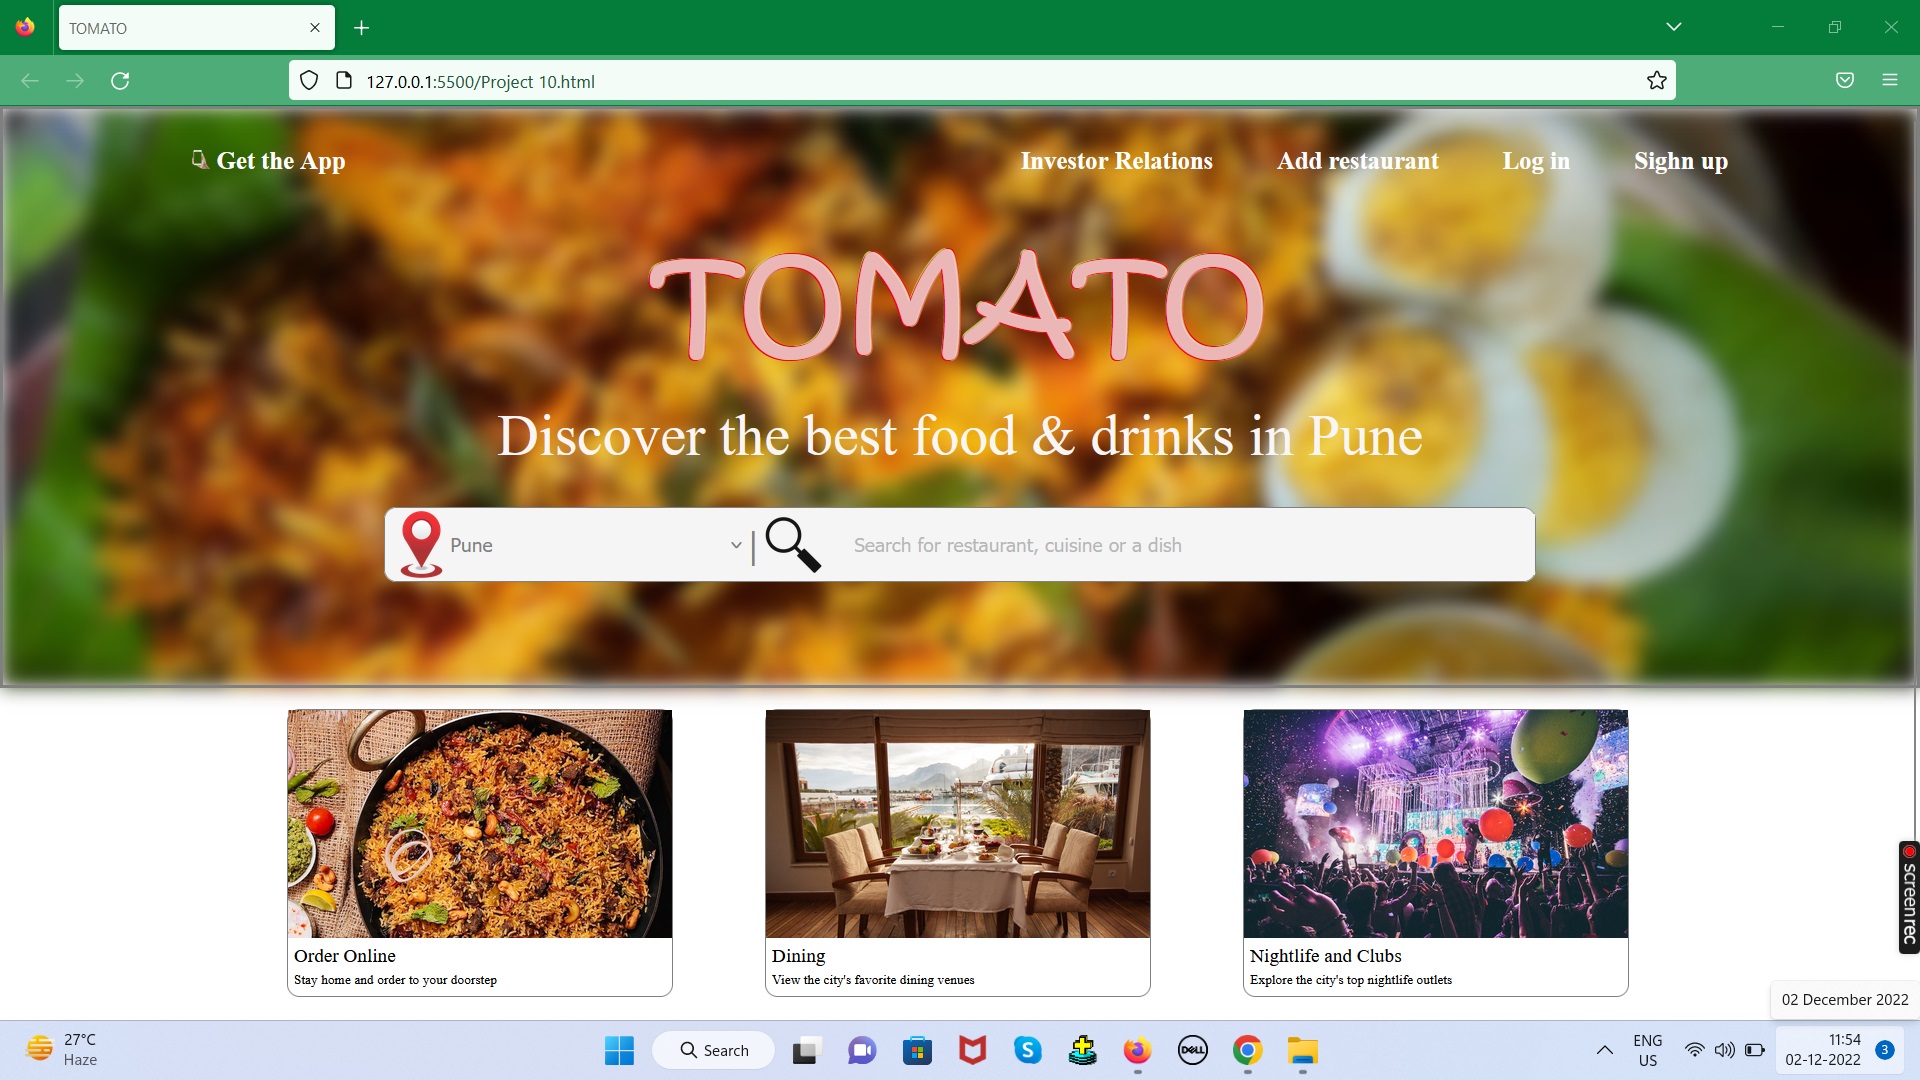 TOMATO
127.0.0.1:5500/Project 10.html
Get the App
Investor Relations
Add restaurant
Log in
Sighn up
TOMATO
Discover the best food & drinks in Pune
Pune
|
Search for restaurant, cuisine or a dish
Order Online
Stay home and order to your doorstep
Dining
View the city's favorite dining venues
Nightlife and Clubs
Explore the city's top nightlife outlets
screenrec
02 December 2022
27°C
Haze
Search
DELL
ENG
US
11:54
02-12-2022
3